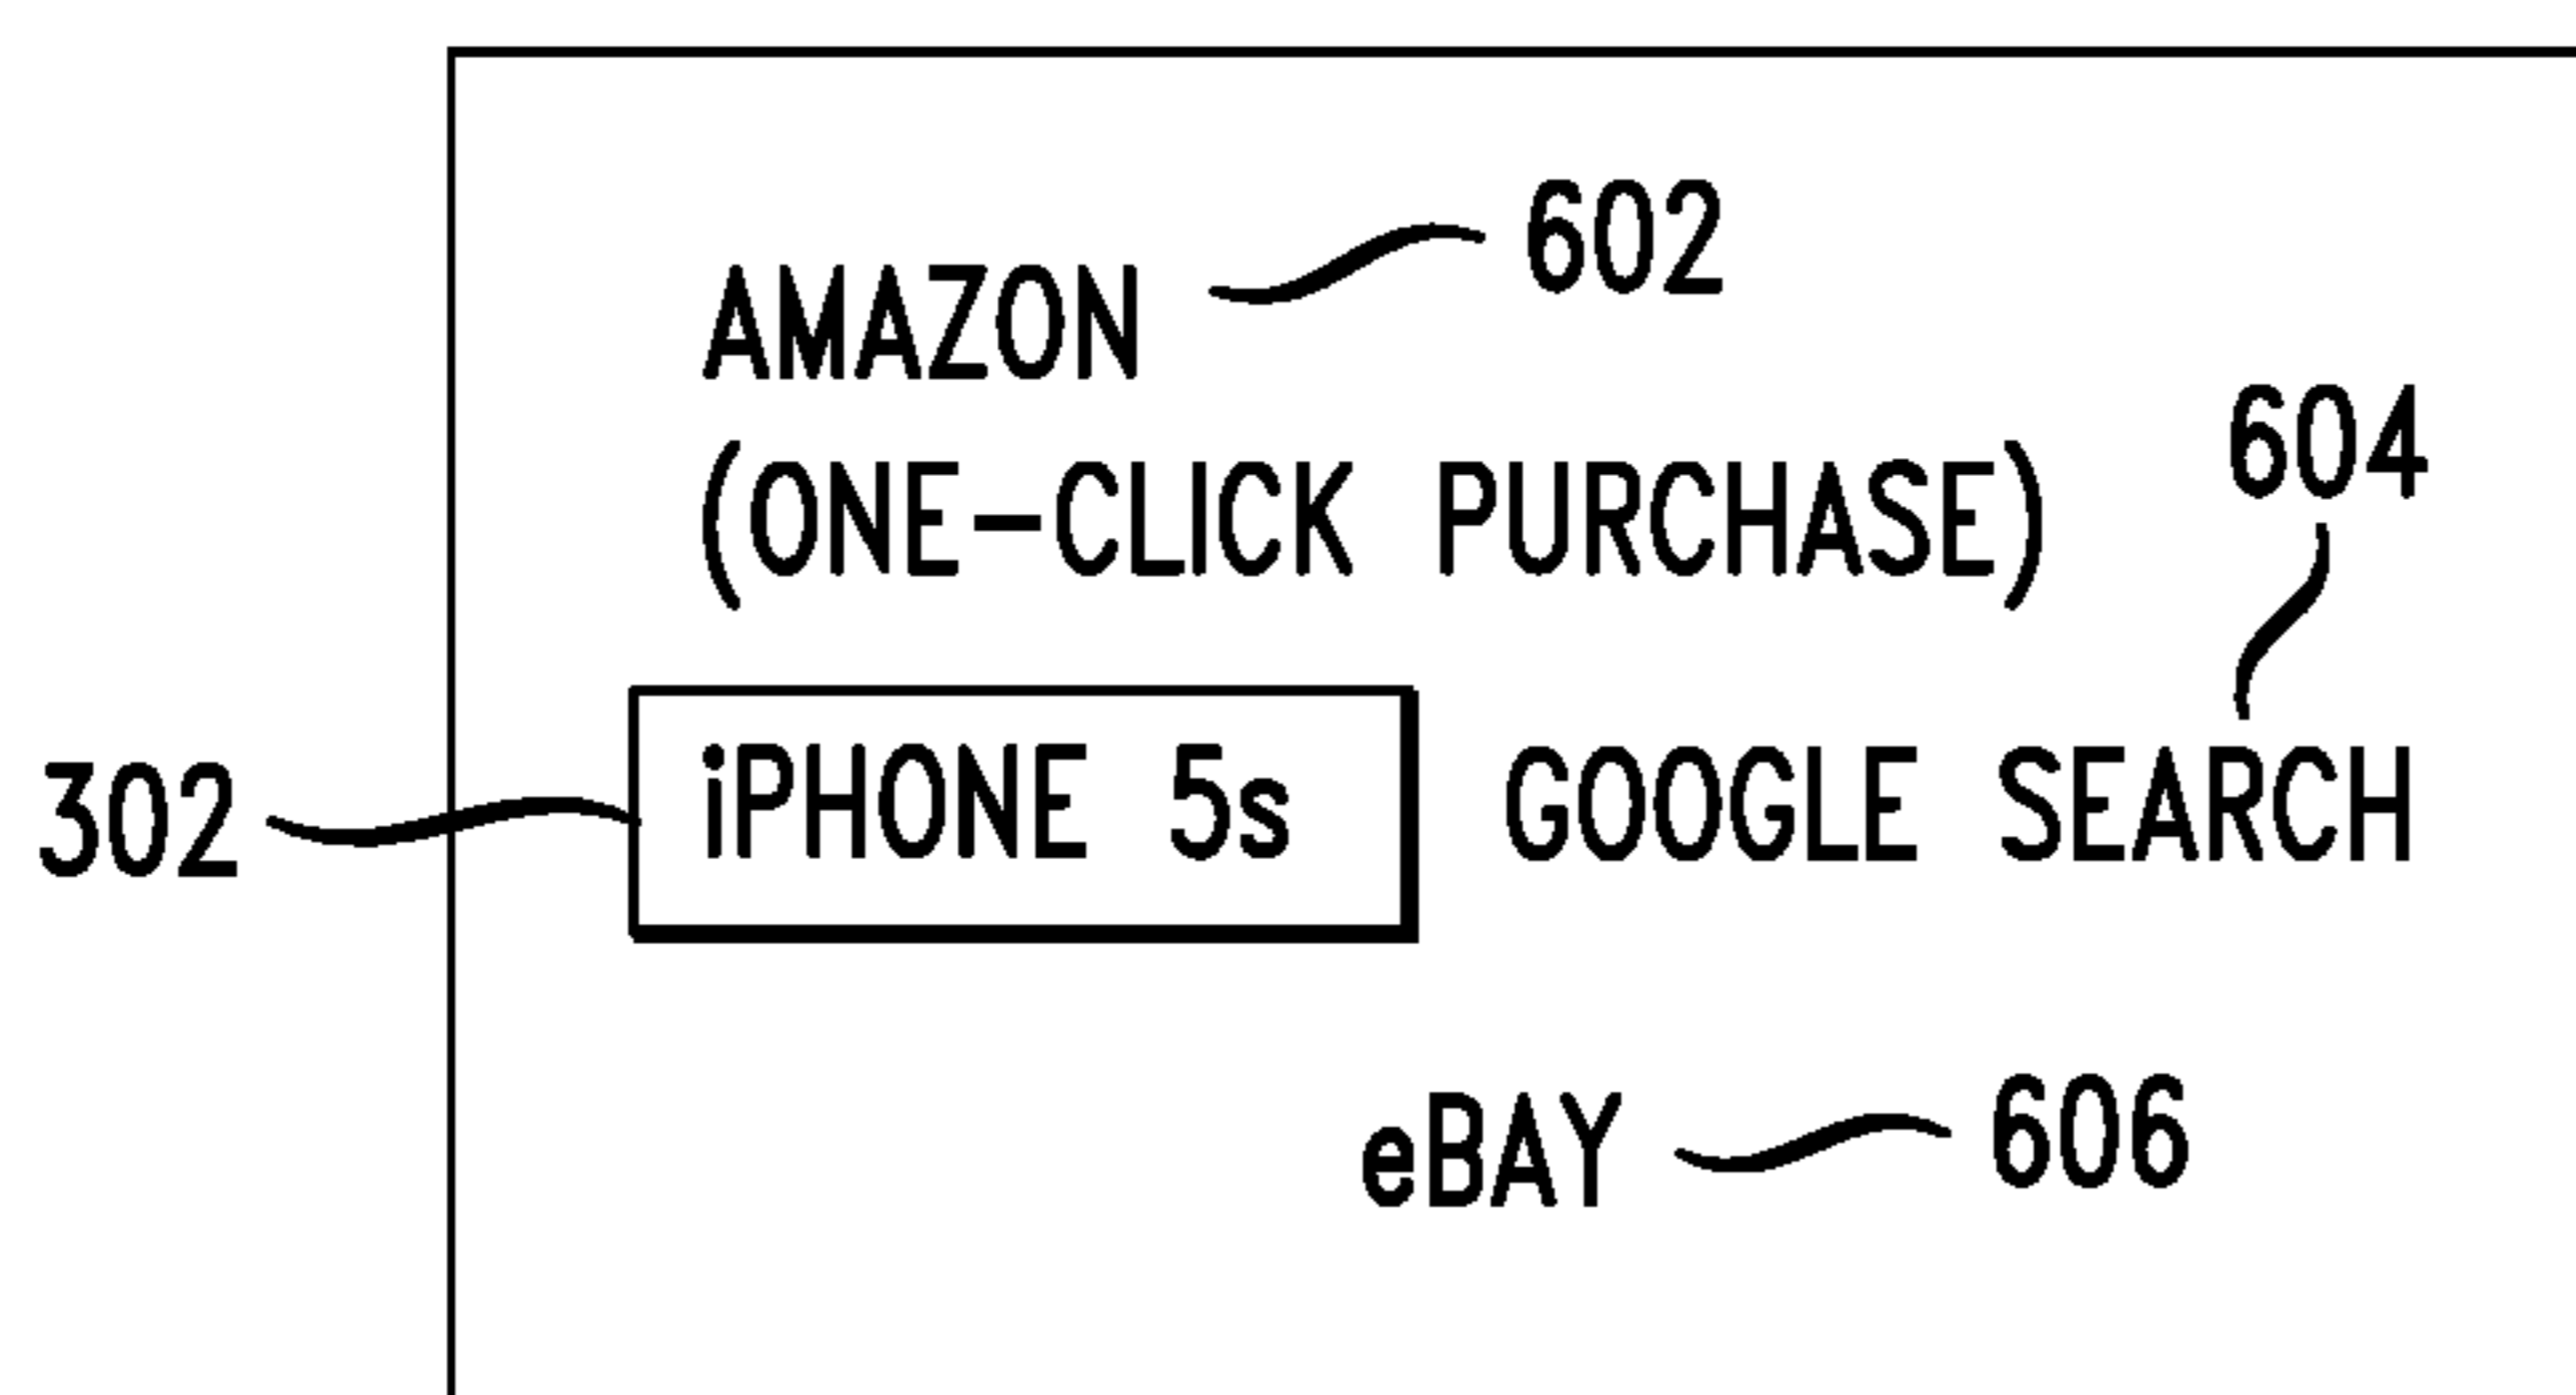 602
AMAZON
604
(ONE-CLICK PURCHASE)
302
iPHONE 5s
GOOGLE SEARCH
eBAY
606